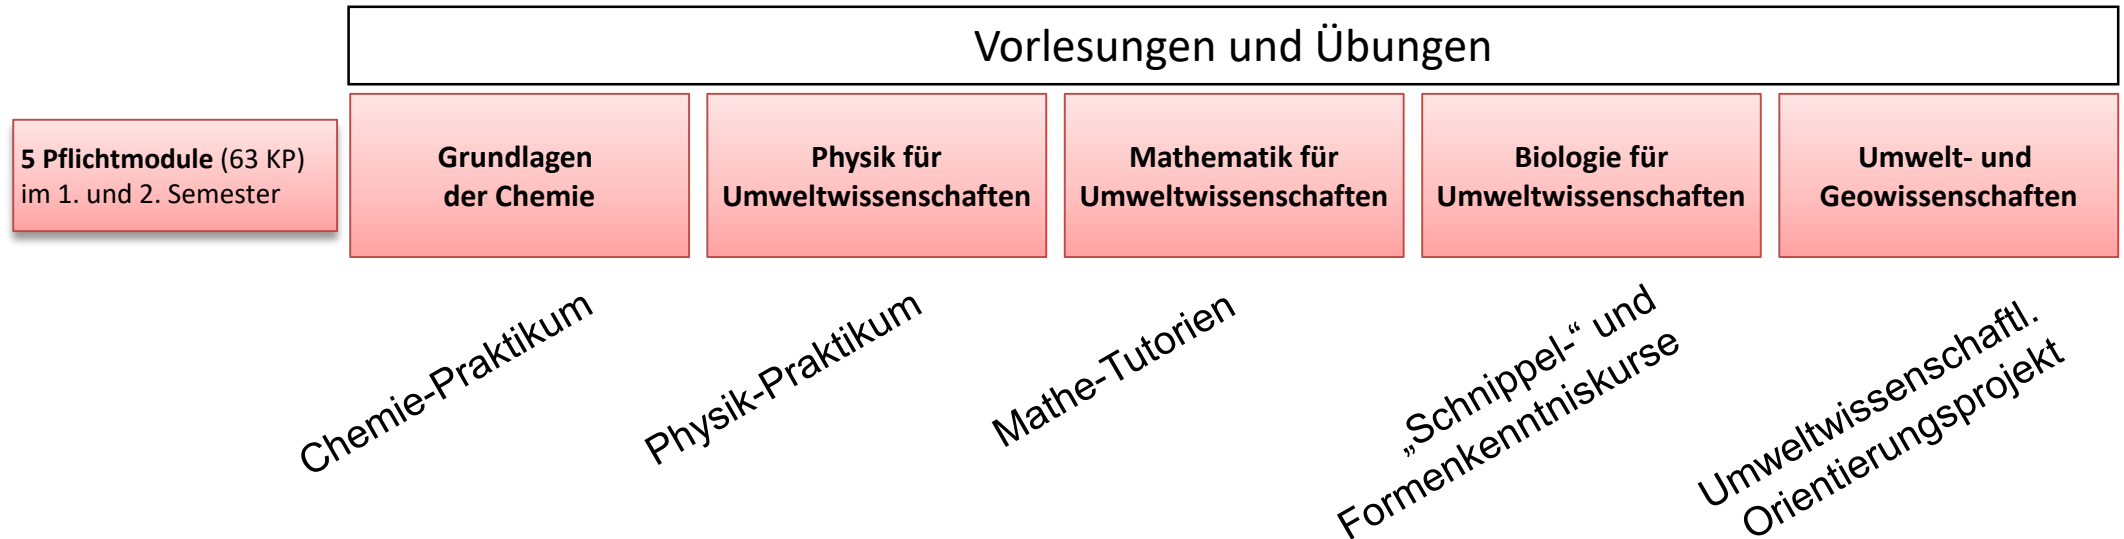 Vorlesungen und Übungen
5 Pflichtmodule (63 KP)
im 1. und 2. Semester
Grundlagen
der Chemie
Physik für
Umweltwissenschaften
Mathematik für
Umweltwissenschaften
Biologie für
Umweltwissenschaften
Umwelt- und
Geowissenschaften
Chemie-Praktikum
Physik-Praktikum
Mathe-Tutorien
„Schnippel-“ und
Formenkenntniskurse
Umweltwissenschaftl.
Orientierungsprojekt